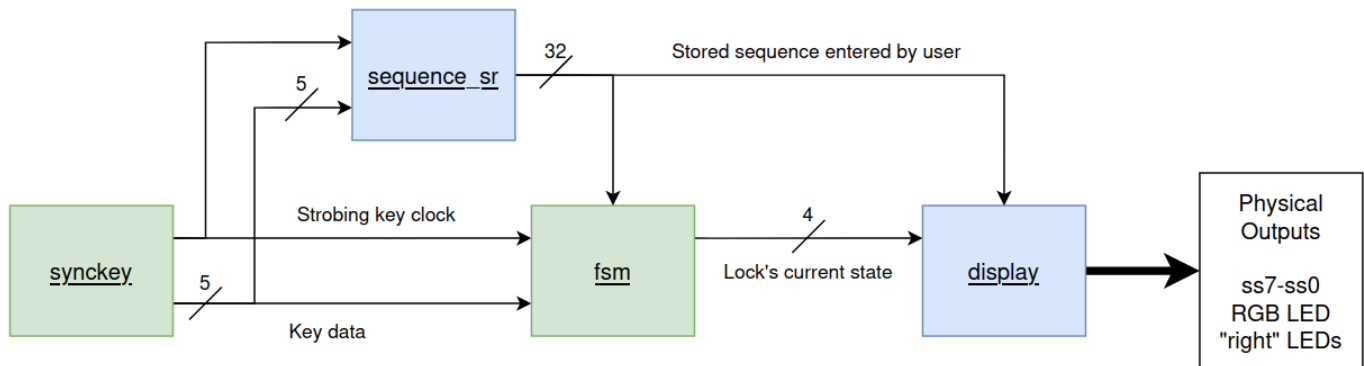 32
Stored sequence entered by user
sequence_sr
5
Strobing key clock
4
Physical
Outputs
synckey
fsm
Lock's current state
display
ss7-ss0
RGB LED
"right" LEDs
5
Key data